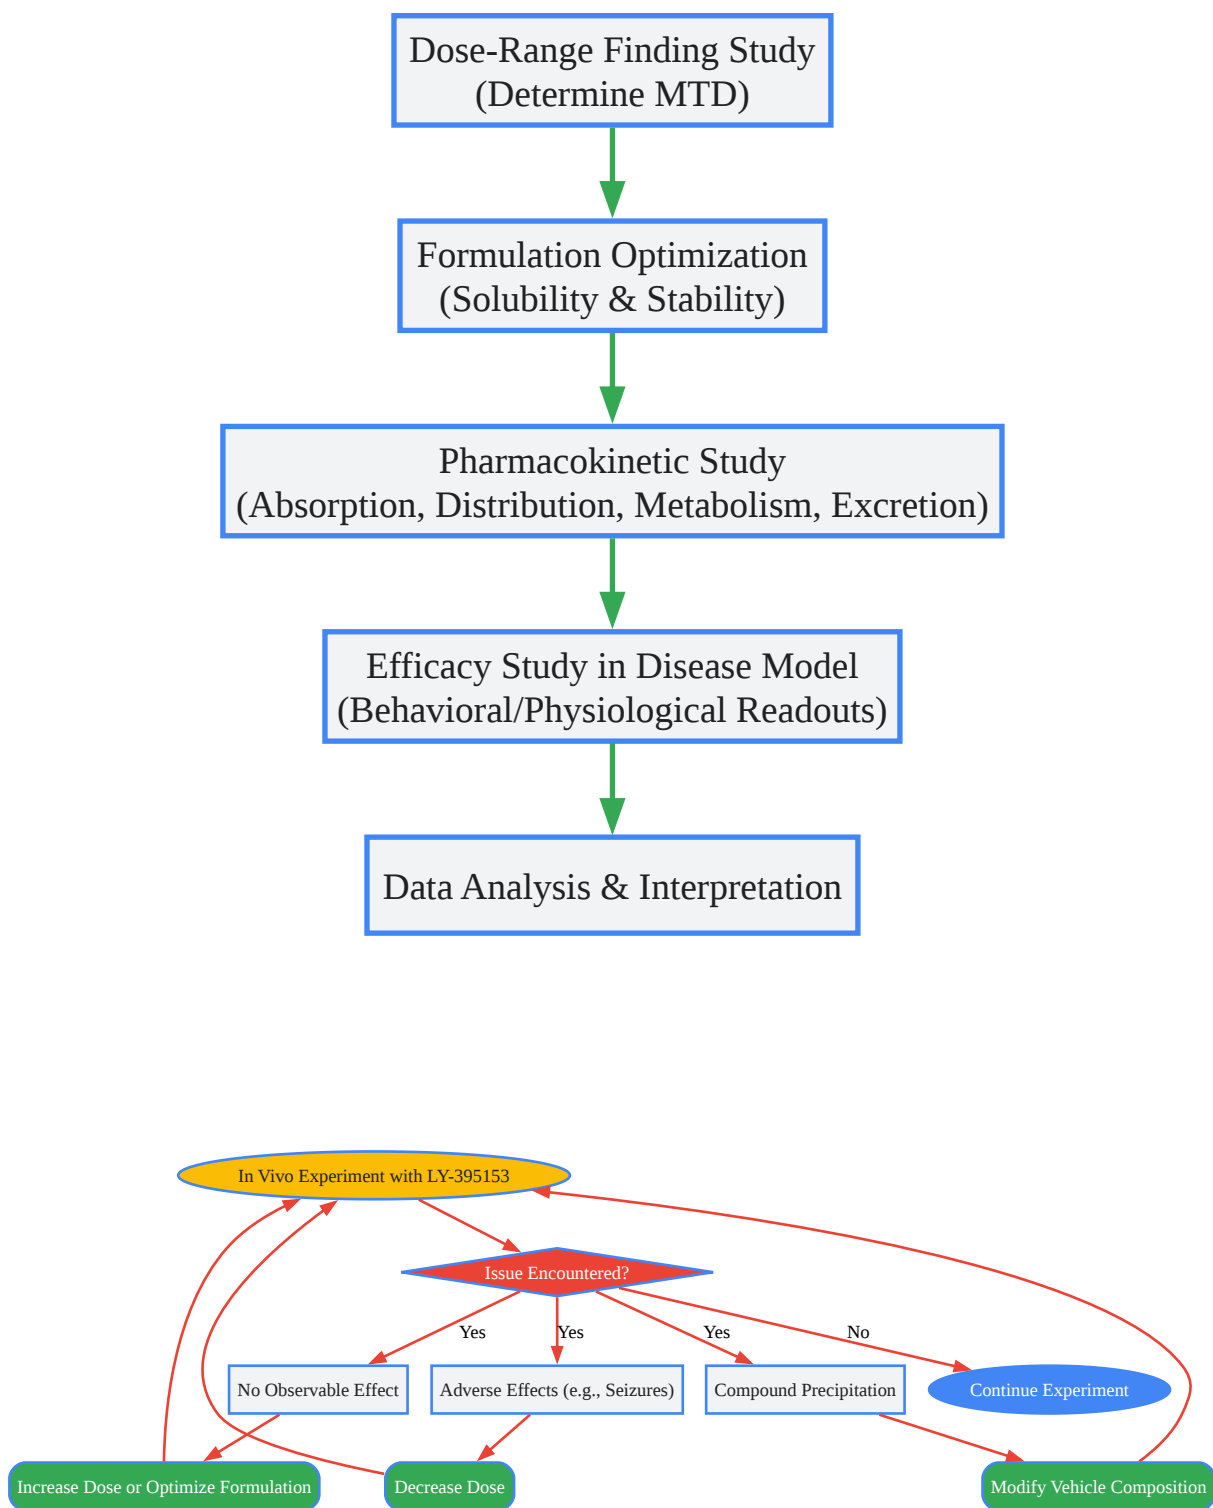 Dose-Range Finding Study
(Determine MTD)
Formulation Optimization
(Solubility & Stability)
Pharmacokinetic Study
(Absorption, Distribution, Metabolism, Excretion)
Efficacy Study in Disease Model
(Behavioral/Physiological Readouts)
Data Analysis & Interpretation
In Vivo Experiment with LY-395153
Issue Encountered?
Yes
Yes
Yes
No
No Observable Effect
Adverse Effects (e.g., Seizures)
Compound Precipitation
Continue Experiment
Increase Dose or Optimize Formulation
Decrease Dose
Modify Vehicle Composition